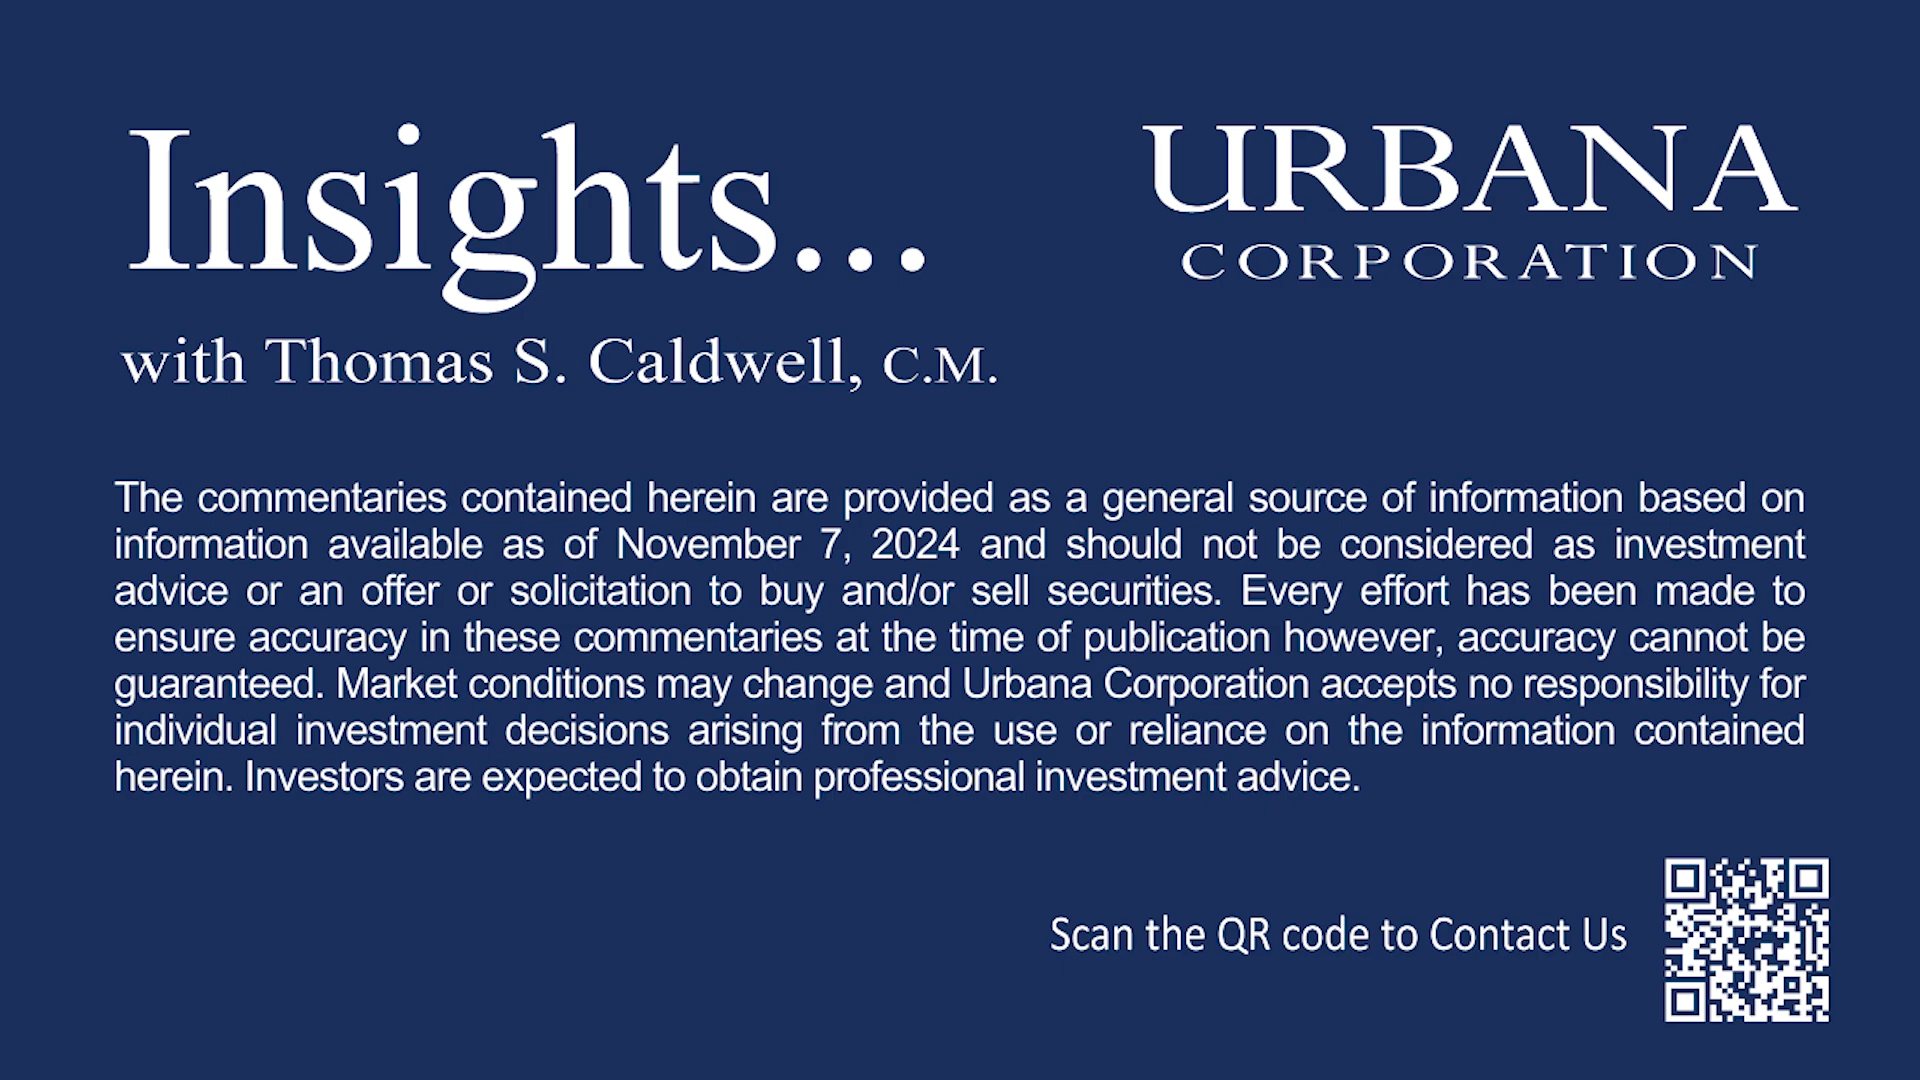 Insights...
URBANA
CORPORATION
with Thomas S. Caldwell, C.M.
The commentaries contained herein are provided as a general source of information based on
information available as of November 7, 2024 and should not be considered as investment
advice or an offer or solicitation to buy and/or sell securities. Every effort has been made to
ensure accuracy in these commentaries at the time of publication however, accuracy cannot be
guaranteed. Market conditions may change and Urbana Corporation accepts no responsibility for
individual investment decisions arising from the use or reliance on the information contained
herein. Investors are expected to obtain professional investment advice.
Scan the QR code to Contact Us